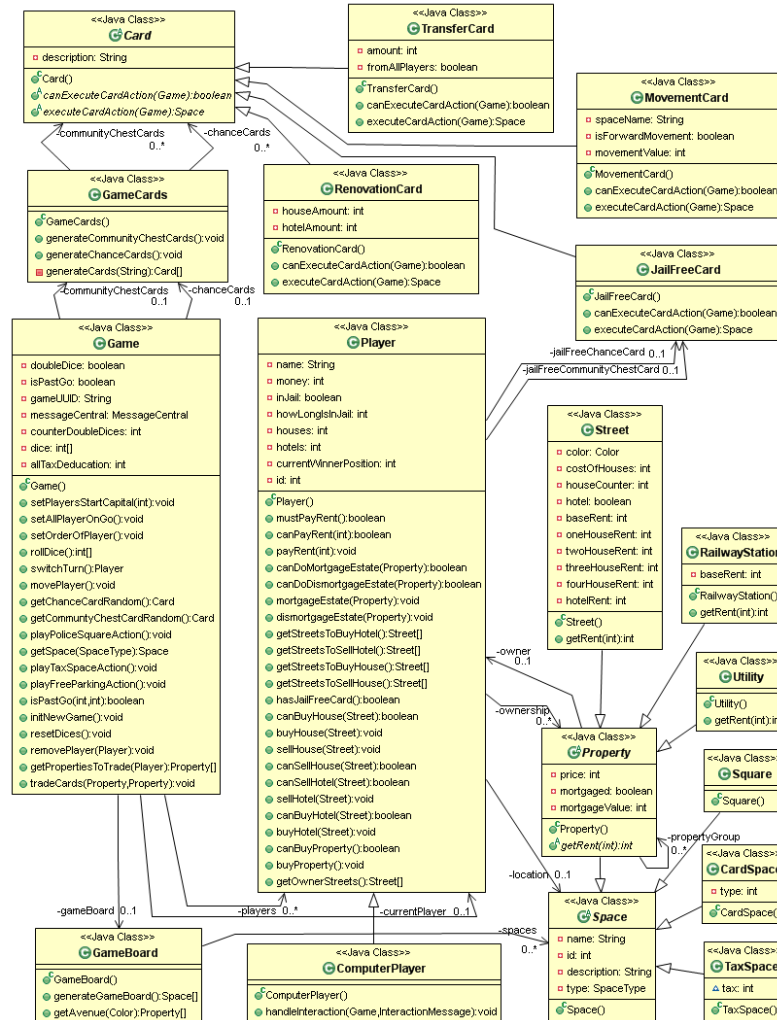 <<Java Class>>
Card
description: String
Card()
canExecuteCardAction(Game):boolean
executeCardAction(Game):Space
<<Java Class>>
TransferCard
amount: int
fromAllPlayers: boolean
TransferCard()
canExecuteCardAction(Game):boolean
executeCardAction(Game):Space
<<Java Class>>
MovementCard
spaceName: String
isForwardMovement: boolean
movementValue: int
MovementCard()
canExecuteCardAction(Game):boolean
executeCardAction(Game):Space
-communityChestCards
0..*
-chanceCards
0..*
<<Java Class>>
GameCards
GameCards()
generateCommunityChestCards():void
generateChanceCards():void
generateCards(String):Card[]
<<Java Class>>
RenovationCard
houseAmount: int
hotelAmount: int
RenovationCard()
canExecuteCardAction(Game):boolean
executeCardAction(Game):Space
<<Java Class>>
JailFreeCard
JailFreeCard()
canExecuteCardAction(Game):boolean
executeCardAction(Game):Space
-communityChestCards
0..1
-chanceCards
0..1
<<Java Class>>
Game
doubleDice: boolean
isPastGo: boolean
gameUUID: String
messageCentral: MessageCentral
counterDoubleDices: int
dice: int[]
allTaxDeducation: int
Game()
setPlayersStartCapital(int):void
setAllPlayerOnGo():void
setOrderOfPlayer():void
rollDice():int[]
switchTurn():Player
movePlayer():void
getChanceCardRandom():Card
getCommunityChestCardRandom():Card
playPoliceSquareAction():void
getSpace(SpaceType):Space
playTaxSpaceAction():void
playFreeParkingAction():void
isPastGo(int,int):boolean
initNewGame():void
resetDices():void
removePlayer(Player):void
getPropertiesToTrade(Player):Property[]
tradeCards(Property,Property):void
<<Java Class>>
Player
name: String
money: int
inJail: boolean
howLongIsInJail: int
houses: int
hotels: int
currentWinnerPosition: int
id: int
Player()
mustPayRent():boolean
canPayRent(int):boolean
payRent(int):void
canDoMortgageEstate(Property):boolean
canDoDismortgageEstate(Property):boolean
mortgageEstate(Property):void
dismortgageEstate(Property):void
getStreetsToBuyHotel():Street[]
getStreetsToSellHotel():Street[]
getStreetsToBuyHouse():Street[]
getStreetsToSellHouse():Street[]
hasJailFreeCard():boolean
canBuyHouse(Street):boolean
buyHouse(Street):void
sellHouse(Street):void
canSellHouse(Street):boolean
canSellHotel(Street):boolean
sellHotel(Street):void
canBuyHotel(Street):boolean
buyHotel(Street):void
canBuyProperty():boolean
buyProperty():void
getOwnerStreets():Street[]
-jailFreeChanceCard 0..1
-jailFreeCommunityChestCard 0..1
<<Java Class>>
Street
color: Color
costOfHouses: int
houseCounter: int
hotel: boolean
baseRent: int
oneHouseRent: int
twoHouseRent: int
threeHouseRent: int
fourHouseRent: int
hotelRent: int
Street()
getRent(int):int
<<Java Class>>
RailwayStation
baseRent: int
RailwayStation()
getRent(int):int
-owner
0..1
-ownership
0..*
<<Java Class>>
Utility
Utility()
getRent(int):int
<<Java Class>>
Property
price: int
mortgaged: boolean
mortgageValue: int
Property()
getRent(int):int
-propertyGroup
0..*
<<Java Class>>
Square
Square()
<<Java Class>>
CardSpace
type: int
CardSpace()
-location 0..1
-gameBoard 0..1
-players 0..*
-currentPlayer 0..1
-spaces
0..*
<<Java Class>>
Space
name: String
id: int
description: String
type: SpaceType
Space()
<<Java Class>>
TaxSpace
tax: int
TaxSpace()
<<Java Class>>
GameBoard
GameBoard()
generateGameBoard():Space[]
getAvenue(Color):Property[]
<<Java Class>>
ComputerPlayer
ComputerPlayer()
handleInteraction(Game,InteractionMessage):void